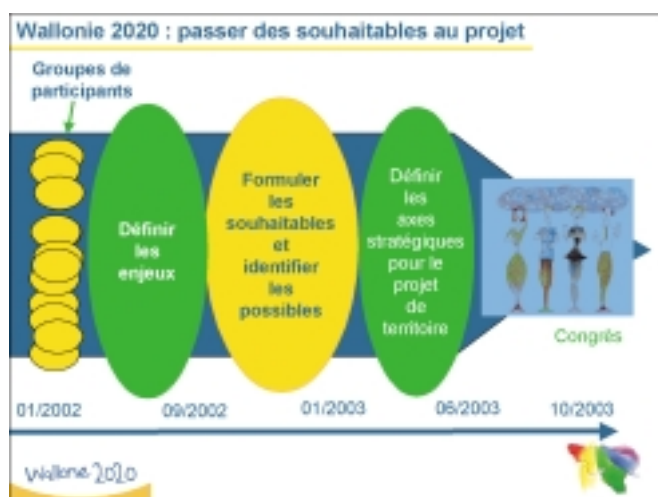 Wallonie 2020 : passer des souhaitables au projet
Groupes de
participants
Définir
les
enjeux
Formuler
les
souhaitables
et
identifier
les
possibles
Définir
les
axes
stratégiques
pour le
projet
de
territoire
Congrès
01/2002
09/2002
01/2003
06/2003
10/2003
Wallonie 2020